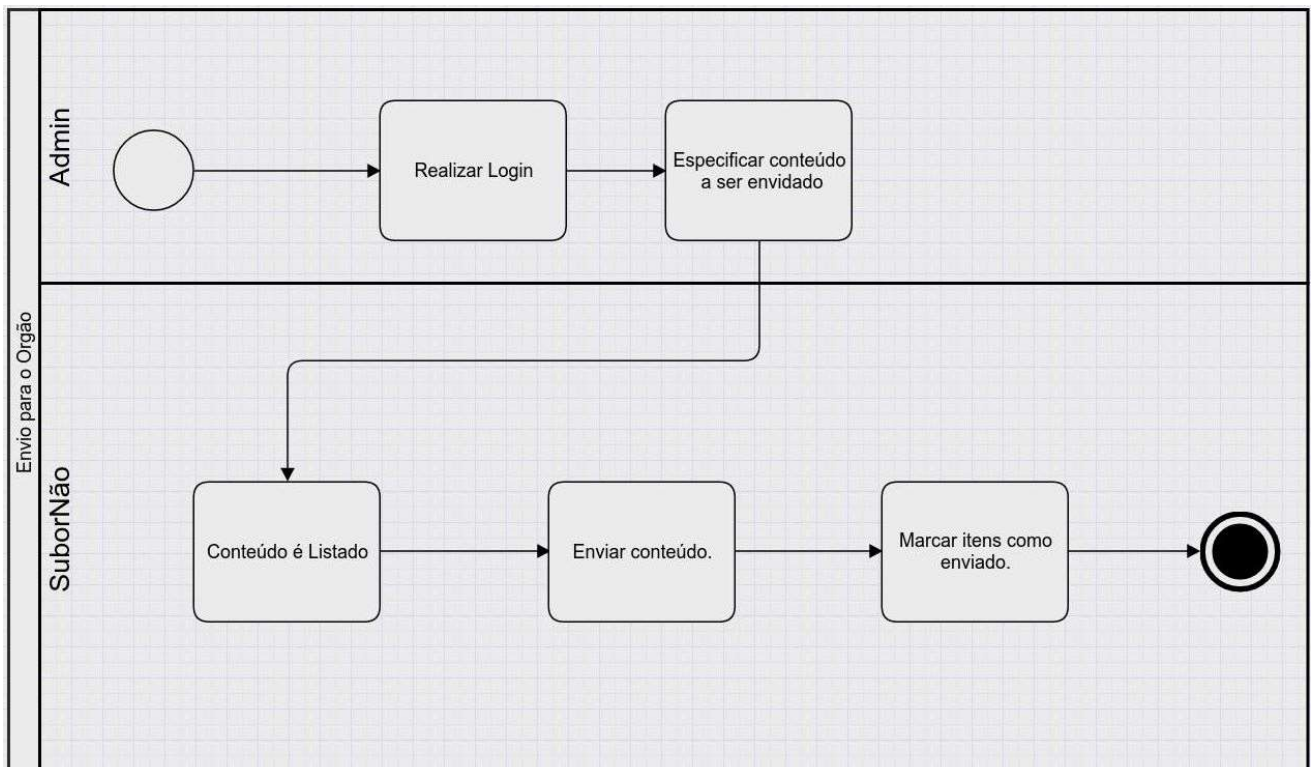 Envio para o Orgão
Admin
Realizar Login
Especificar conteúdo
a ser envidado
SuborNão
Conteúdo é Listado
Enviar conteúdo.
Marcar itens como
enviado.